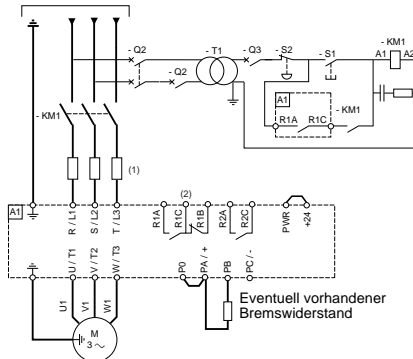 - Q2
- T1
- Q3
- S2
- S1
- KM1
A1
A2
- Q2
A1
- KM1
R1A
R1C
- KM1
(1)
(2)
A1
R / L1
S / L2
T / L3
R1A
R1C
R1B
R2A
R2C
PWR
+24
U / T1
V / T2
W / T3
P0
PA / +
PB
PC / -
U1
V1
W1
M
3 ~
Eventuell vorhandener
Bremswiderstand